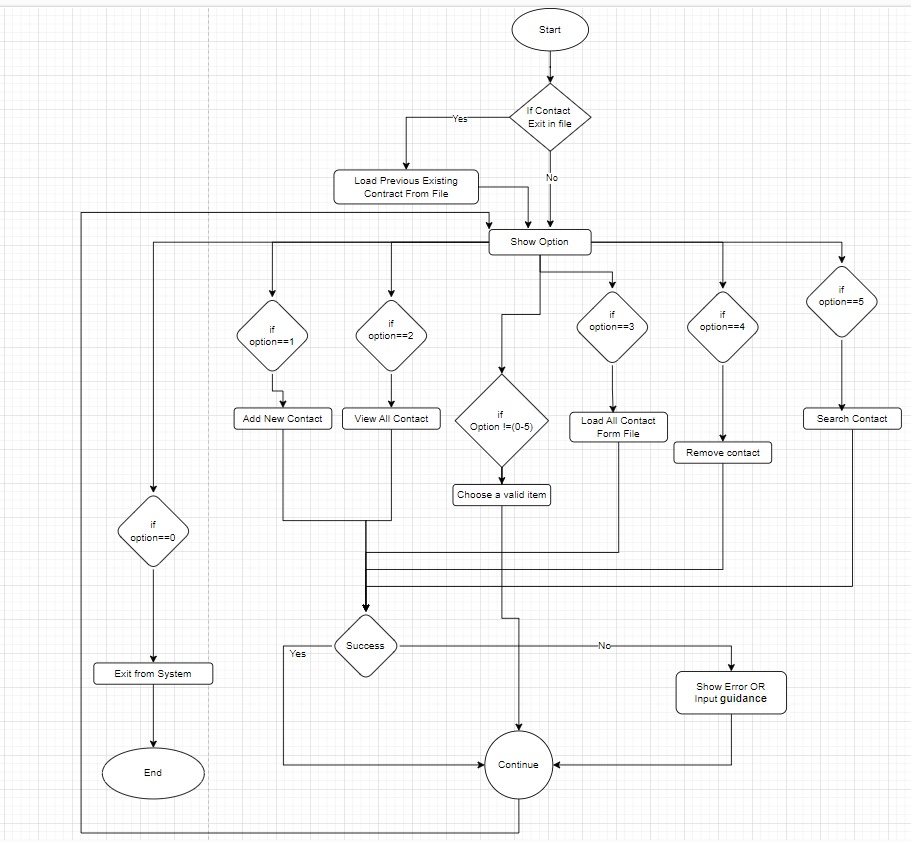 Start
If Contact
Exit in file
Yes
No
Load Previous Existing
Contract From File
Show Option
if
option==5
if
option==1
if
option==2
if
option==3
if
option==4
Add New Contact
View All Contact
if
Option !=(0-5)
Load All Contact
Form File
Search Contact
Remove contact
Choose a valid item
if
option==0
Success
Yes
No
Exit from System
Show Error OR
Input guidance
Continue
End